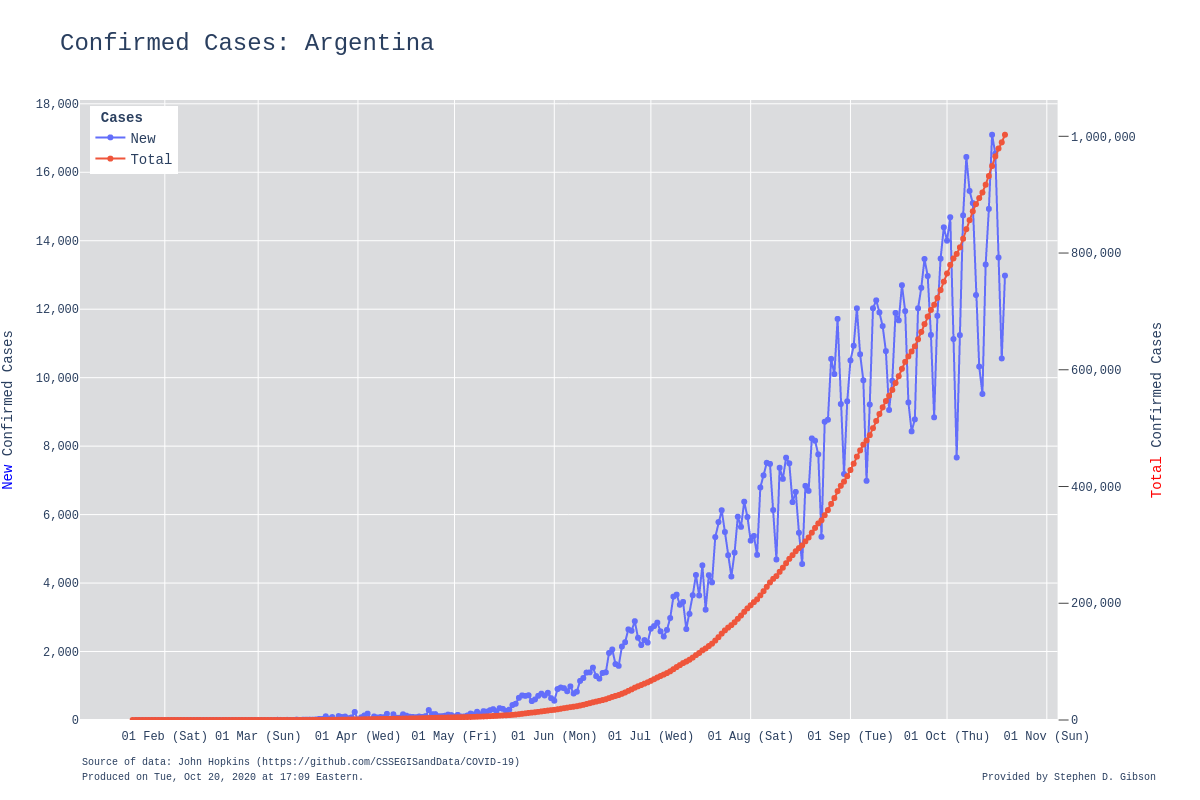 Confirmed Cases: Argentina
Cases
New
Total
18,000
16,000
14,000
12,000
10,000
8,000
6,000
4,000
2,000
0
New Confirmed Cases
1,000,000
800,000
600,000
400,000
200,000
0
Total Confirmed Cases
01 Feb (Sat) 01 Mar (Sun) 01 Apr (Wed) 01 May (Fri) 01 Jun (Mon) 01 Jul (Wed) 01 Aug (Sat) 01 Sep (Tue) 01 Oct (Thu) 01 Nov (Sun)
Source of data: John Hopkins (https://github.com/CSSEGISandData/COVID-19)
Produced on Tue, Oct 20, 2020 at 17:09 Eastern.
Provided by Stephen D. Gibson